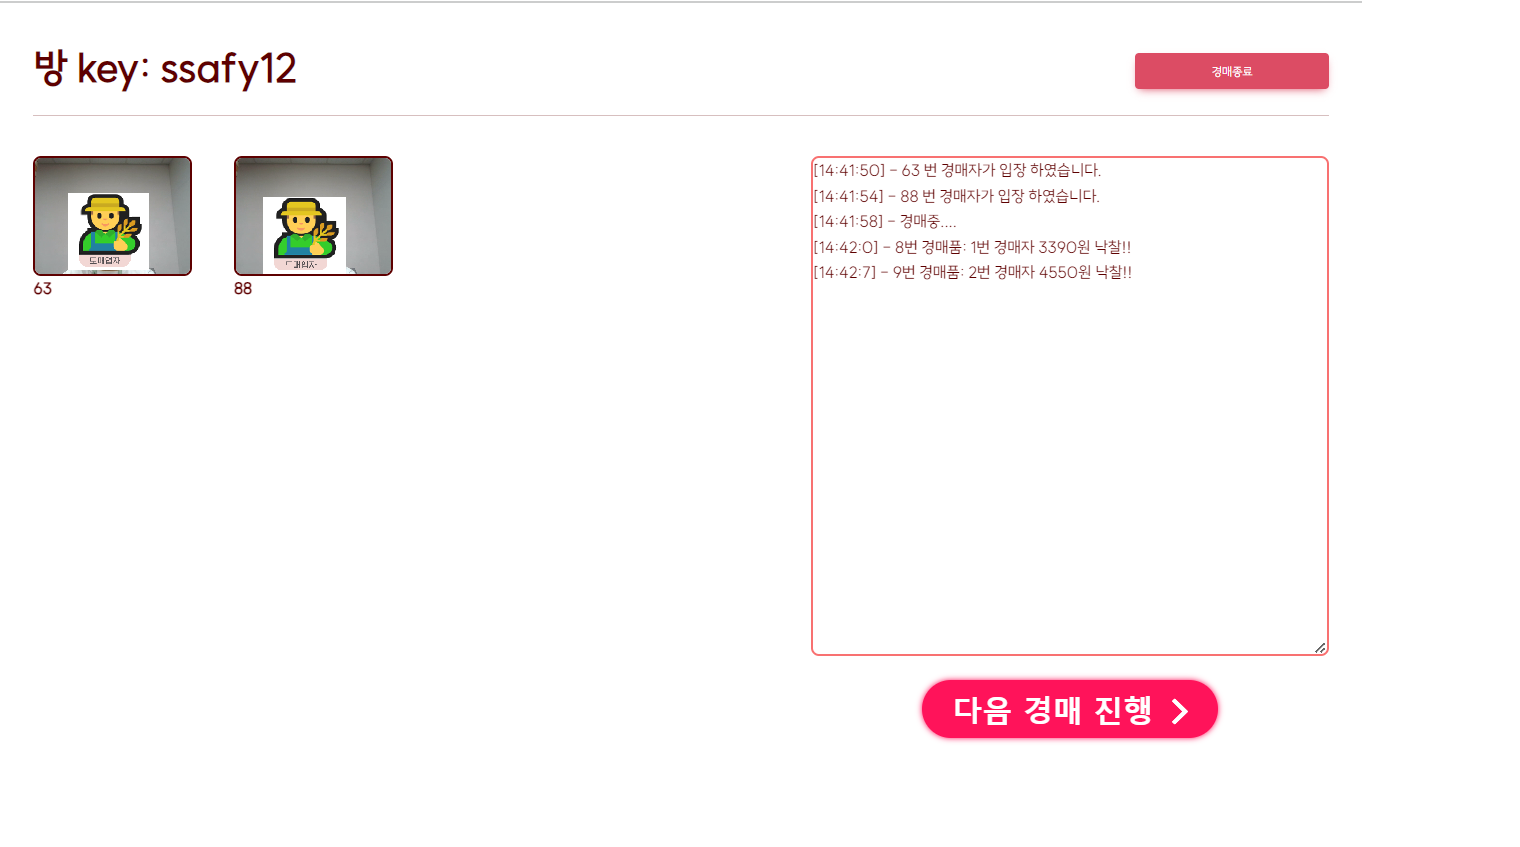 방 key: ssafy12
경매종료
도매업자
도매업자
63
88
[14:41:50] - 63 번 경매자가 입장 하였습니다.
[14:41:54] - 88 번 경매자가 입장 하였습니다.
[14:41:58] - 경매중....
[14:42:0] - 8번 경매품: 1번 경매자 3390원 낙찰!!
[14:42:7] - 9번 경매품: 2번 경매자 4550원 낙찰!!
다음 경매 진행